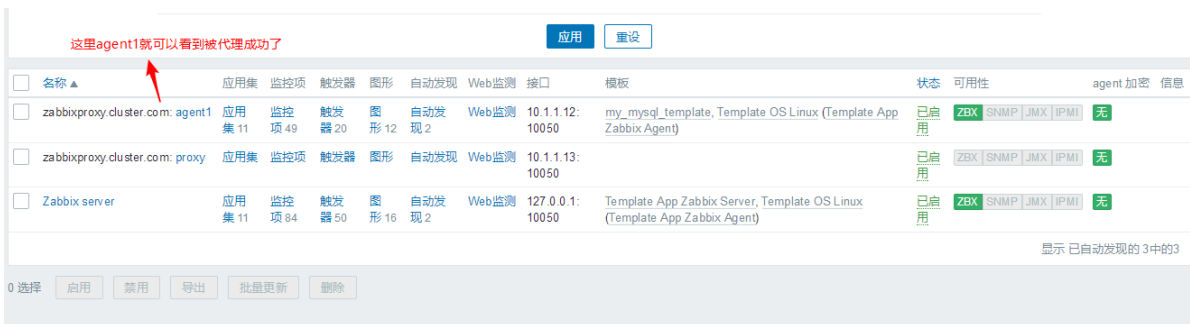 应用 重设
这里agent1就可以看到被代理成功了
名称▲ 应用集 监控项 触发器 图形 自动发现 Web监测 接口 模板 状态 可用性 agent 加密 信息
zabbixproxy.cluster.com: agent1 应用 监控 触发 图 自动发 Web监测 10.1.1.12: my_mysql_template, Template OS Linux (Template App 已启 ZBX SNMP JMX IPMI 无
集 11 项 49 器 20 形 12 现 2 10050 Zabbix Agent) 用
zabbixproxy.cluster.com: proxy 应用集 监控项 触发器 图形 自动发现 Web监测 10.1.1.13: 已启 ZBX SNMP JMX IPMI 无
10050 用
Zabbix server 应用 监控 触发 图 自动发 Web监测 127.0.0.1: Template App Zabbix Server, Template OS Linux 已启 ZBX SNMP JMX IPMI 无
集 11 项 84 器 50 形 16 现 2 10050 (Template App Zabbix Agent) 用
显示 已自动发现的 3中的3
0 选择 启用 禁用 导出 批量更新 删除